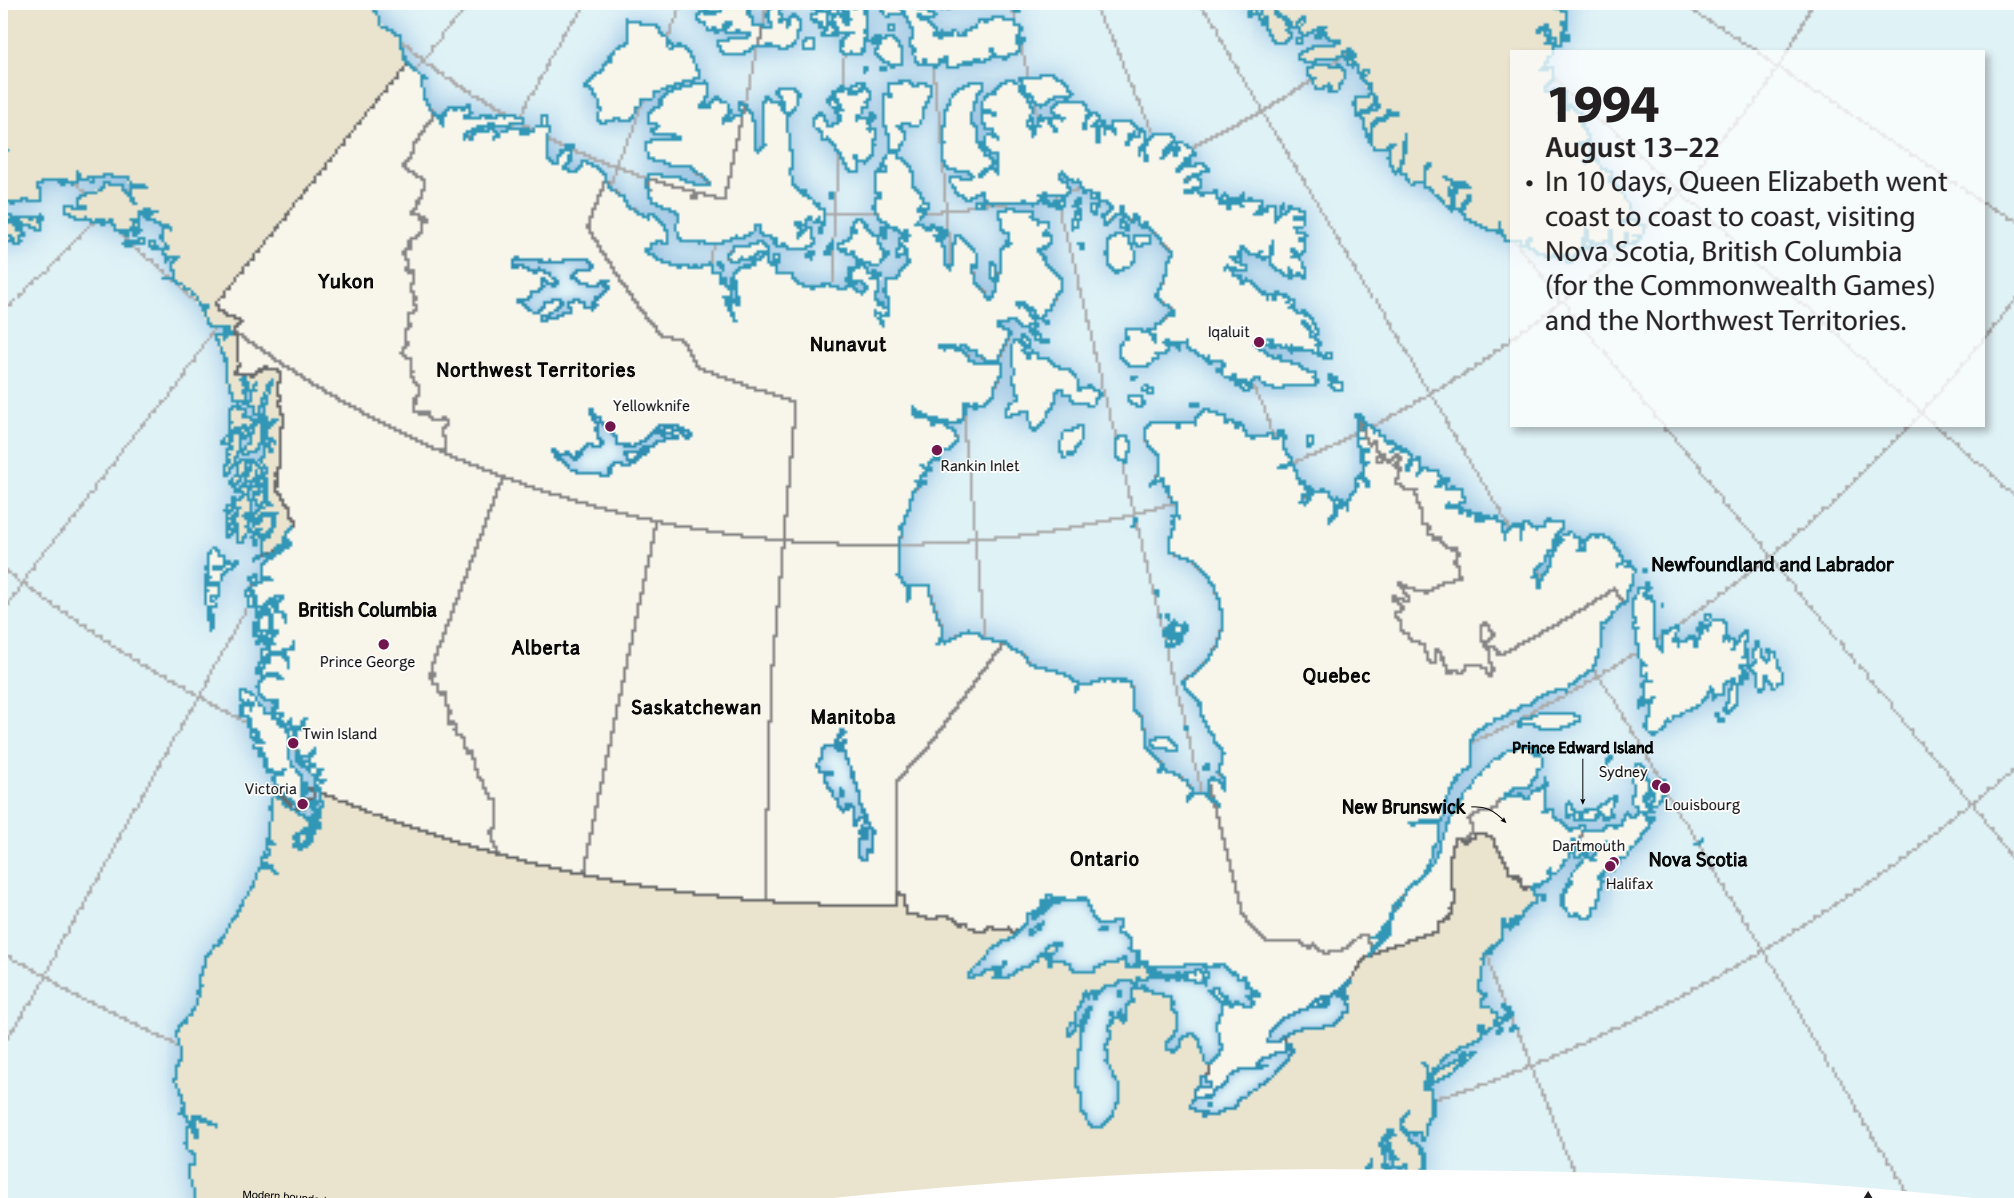 1994
August 13–22
• In 10 days, Queen Elizabeth went
coast to coast to coast, visiting
Nova Scotia, British Columbia
(for the Commonwealth Games)
and the Northwest Territories.
Yukon
Nunavut
Iqaluit
Northwest Territories
Yellowknife
Rankin Inlet
Newfoundland and Labrador
British Columbia
Prince George
Alberta
Quebec
Saskatchewan
Manitoba
Twin Island
Prince Edward Island
Sydney
Victoria
Louisbourg
New Brunswick
Dartmouth
Ontario
Nova Scotia
Halifax
Modern